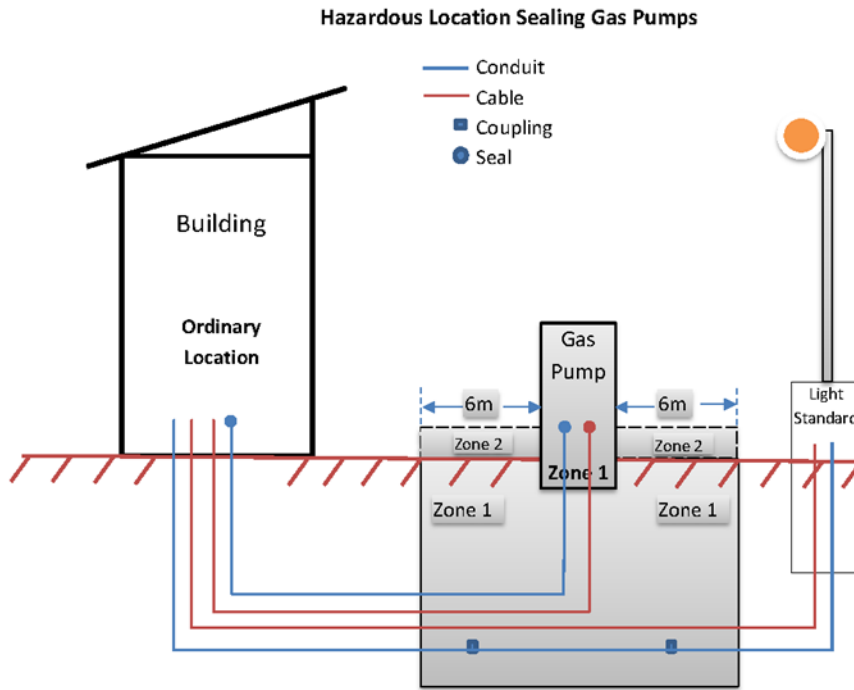 Hazardous Location Sealing Gas Pumps
Conduit
Cable
Coupling
Seal
Building
Ordinary
Location
Gas
Pump
6m
6m
Light
Standard
Zone 2
Zone 2
Zone 1
Zone 1
Zone 1